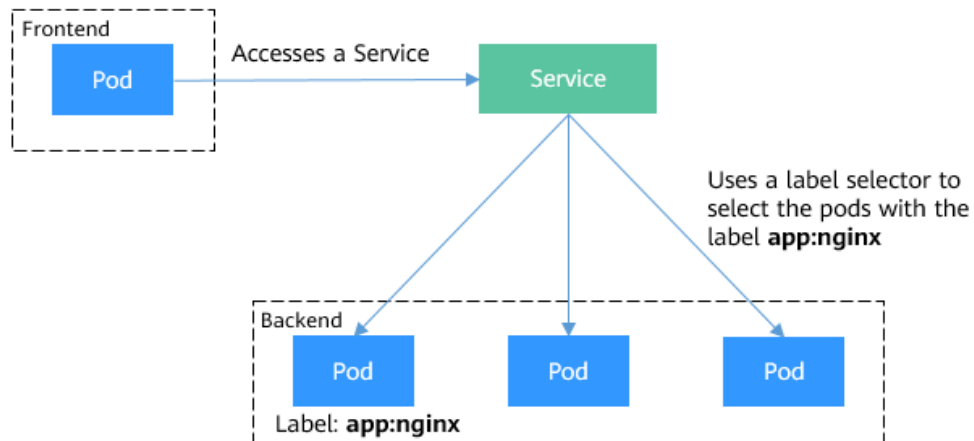 Frontend
Pod
Accesses a Service
Service
Uses a label selector to
select the pods with the
label app:nginx
Backend
Pod
Pod
Pod
Label: app:nginx